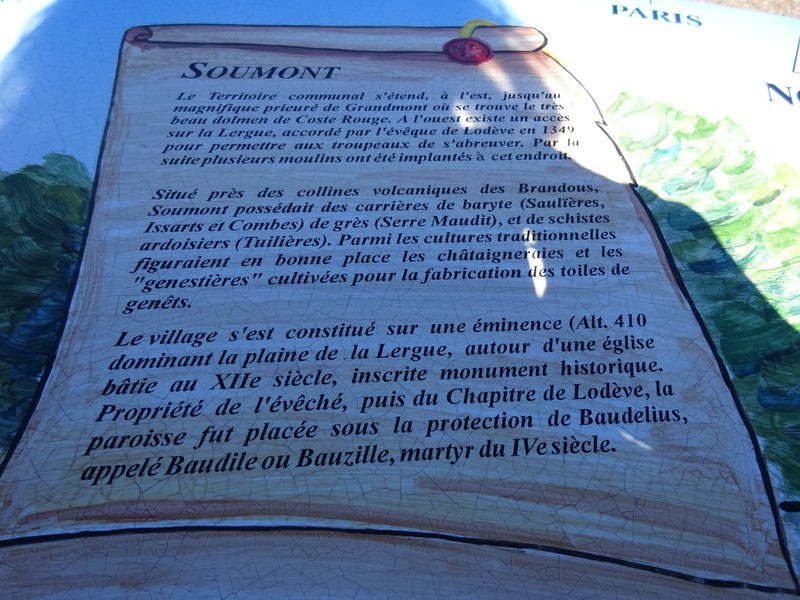 PARIS
No
SOUMONT
Le Territoire communal s'étend, à l'est, jusqu'au
magnifique prieuré de Grandmont où se trouve le très
beau dolmen de Coste Rouge. A l'ouest existe un accès
sur la Lergue, accordé par l'évêque de Lodève en 1349
pour permettre aux troupeaux de s'abreuver. Par la
suite plusieurs moulins ont été implantés à cet endroit.
Situé près des collines volcaniques des Brandous,
Soumont possédait des carrières de baryte (Saulïères,
Issarts et Combes) de grès (Serre Maudit), et de schistes
ardoisiers (Tuilières). Parmi les cultures traditionnelles
figuraient en bonne place les châtaigneraies et les
"genestières" cultivées pour la fabrication des toiles de
genêts.
Le village s'est constitué sur une éminence (Alt. 410
dominant la plaine de la Lergue, autour d'une église
bâtie au XIIe siècle, inscrite monument historique.
Propriété de l'évêché, puis du Chapitre de Lodève, la
paroisse fut placée sous la protection de Baudelius,
appelé Baudile ou Bauzille, martyr du IVe siècle.